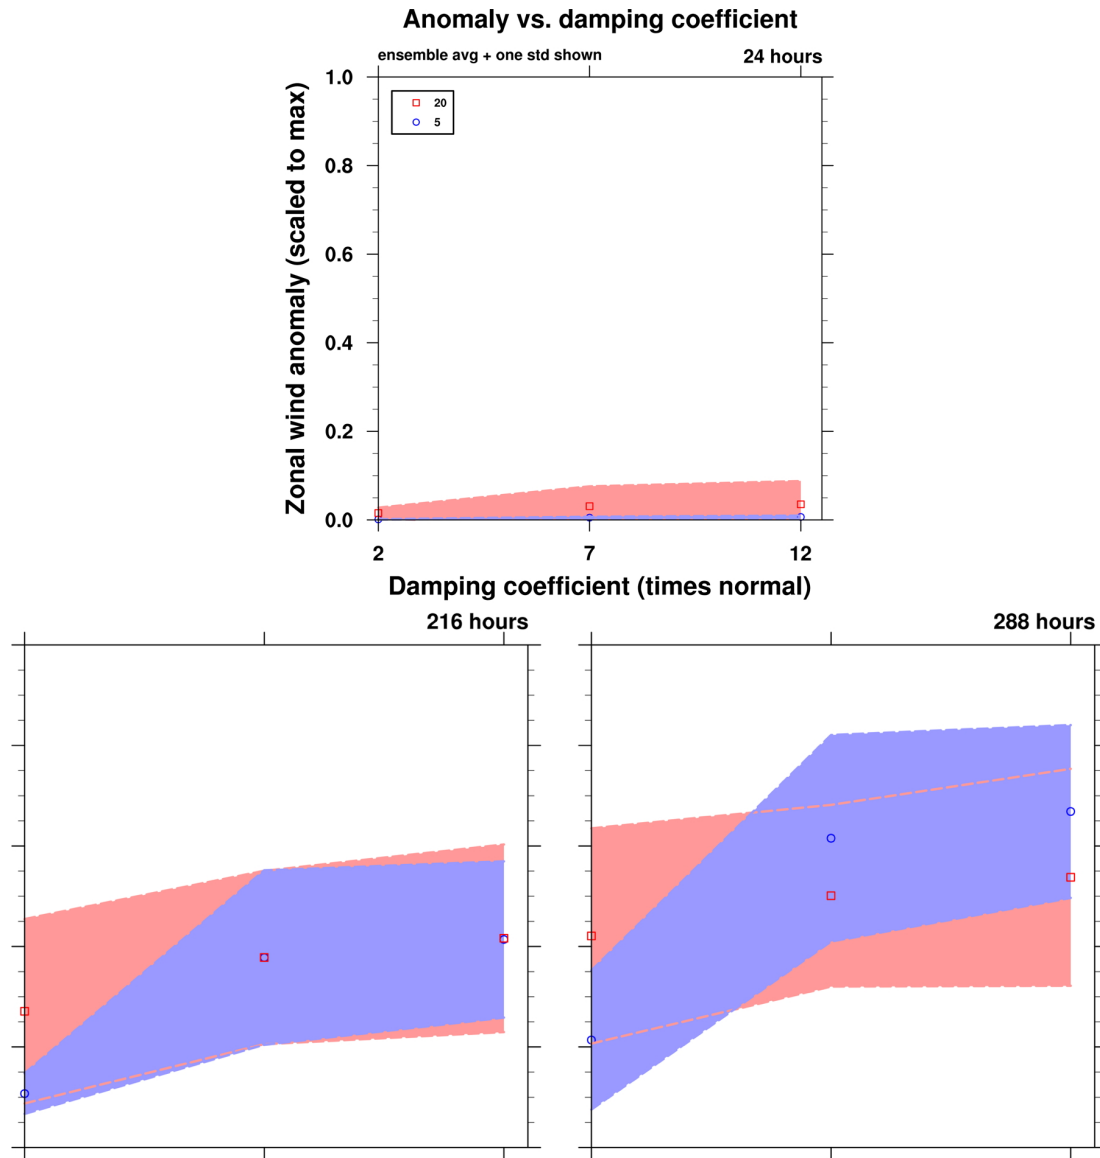 Anomaly vs. damping coefficient
ensemble avg + one std shown
24 hours
Zonal wind anomaly (scaled to max)
1.0
0.8
0.6
0.4
0.2
0.0
20
5
2 7 12
Damping coefficient (times normal)
216 hours
288 hours